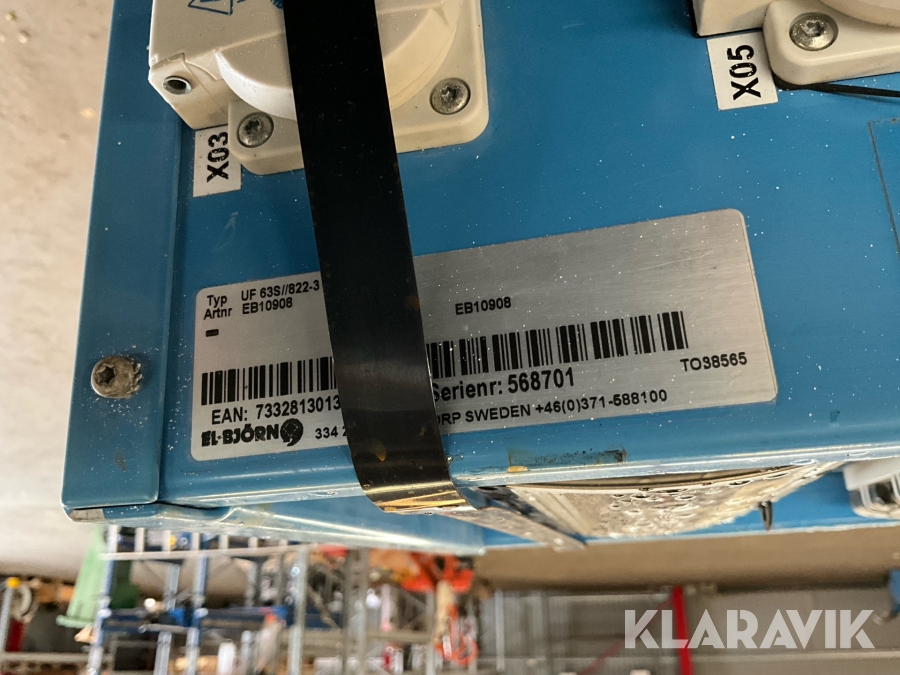 X03
X05
Typ UF 63S//822-3
Artnr EB10908
EB10908
TO38565
EAN: 7332813013
Serienr: 568701
EL-BJÖRN 334 2
ORP SWEDEN +46(0)371-588100
KLARAVIK